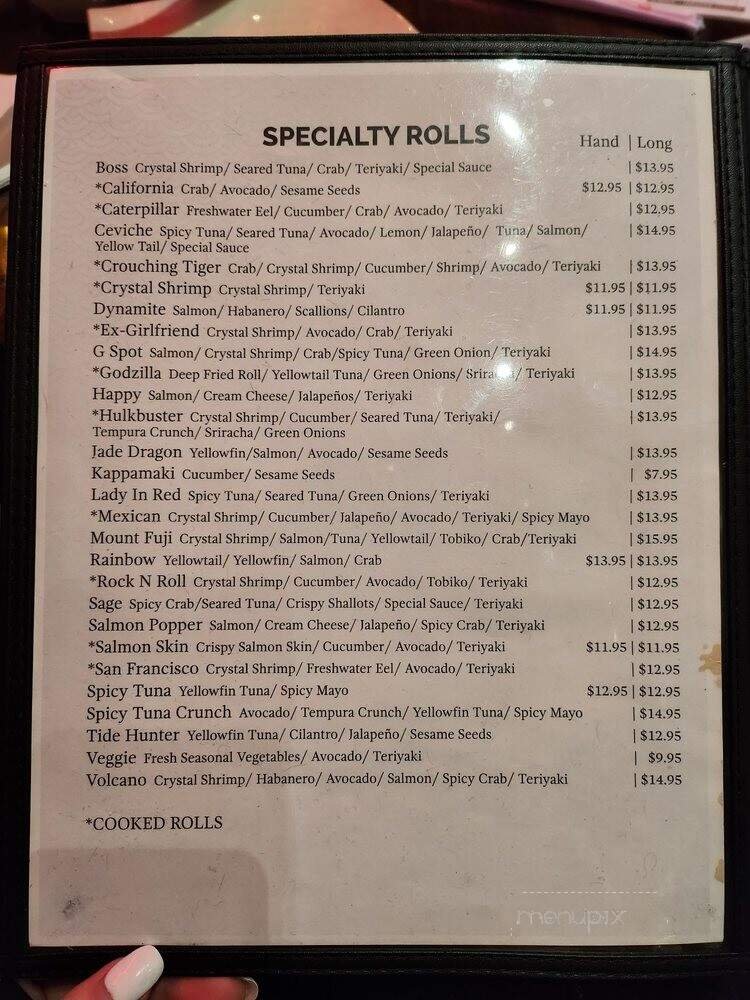 SPECIALTY ROLLS
Hand | Long
Boss Crystal Shrimp/ Seared Tuna/ Crab/ Teriyaki/ Special Sauce | $13.95
*California Crab/ Avocado/ Sesame Seeds $12.95 | $12.95
*Caterpillar Freshwater Eel/ Cucumber/ Crab/ Avocado/ Teriyaki | $12.95
Ceviche Spicy Tuna/ Seared Tuna/ Avocado/ Lemon/ Jalapeño/ Tuna/ Salmon/ | $14.95
Yellow Tail/ Special Sauce
*Crouching Tiger Crab/ Crystal Shrimp/ Cucumber/ Shrimp/ Avocado/ Teriyaki | $13.95
*Crystal Shrimp Crystal Shrimp/ Teriyaki $11.95 | $11.95
Dynamite Salmon/ Habanero/ Scallions/ Cilantro $11.95 | $11.95
*Ex-Girlfriend Crystal Shrimp/ Avocado/ Crab/ Teriyaki | $13.95
G Spot Salmon/ Crystal Shrimp/ Crab/Spicy Tuna/ Green Onion/ Teriyaki | $14.95
*Godzilla Deep Fried Roll/ Yellowtail Tuna/ Green Onions/ Teriyaki | $13.95
Happy Salmon/ Cream Cheese/ Jalapeños/ Teriyaki | $12.95
*Hulkbuster Crystal Shrimp/ Cucumber/ Seared Tuna/ Teriyaki/ | $13.95
Tempura Crunch/ Sriracha/ Green Onions
Jade Dragon Yellowfin/Salmon/ Avocado/ Sesame Seeds | $13.95
Kappamaki Cucumber/ Sesame Seeds | $7.95
Lady In Red Spicy Tuna/ Seared Tuna/ Green Onions/ Teriyaki | $13.95
*Mexican Crystal Shrimp/ Cucumber/ Jalapeño/ Avocado/ Teriyaki/ Spicy Mayo | $13.95
Mount Fuji Crystal Shrimp/ Salmon/Tuna/ Yellowtail/ Tobiko/ Crab/Teriyaki | $15.95
Rainbow Yellowtail/ Yellowfin/ Salmon/ Crab $13.95 | $13.95
*Rock N Roll Crystal Shrimp/ Cucumber/ Avocado/ Tobiko/ Teriyaki | $12.95
Sage Spicy Crab/Seared Tuna/ Crispy Shallots/ Special Sauce/ Teriyaki | $12.95
Salmon Popper Salmon/ Cream Cheese/ Jalapeño/ Spicy Crab/ Teriyaki | $12.95
*Salmon Skin Crispy Salmon Skin/ Cucumber/ Avocado/ Teriyaki $11.95 | $11.95
*San Francisco Crystal Shrimp/ Freshwater Eel/ Avocado/ Teriyaki | $12.95
Spicy Tuna Yellowfin Tuna/ Spicy Mayo $12.95 | $12.95
Spicy Tuna Crunch Avocado/ Tempura Crunch/ Yellowfin Tuna/ Spicy Mayo | $14.95
Tide Hunter Yellowfin Tuna/ Cilantro/ Jalapeño/ Sesame Seeds | $12.95
Veggie Fresh Seasonal Vegetables/ Avocado/ Teriyaki | $9.95
Volcano Crystal Shrimp/ Habanero/ Avocado/ Salmon/ Spicy Crab/ Teriyaki | $14.95
*COOKED ROLLS
menupix